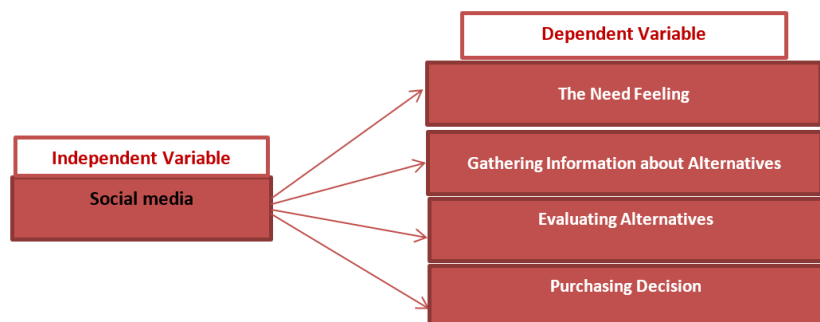 Independent Variable
Social media
Dependent Variable
The Need Feeling
Gathering Information about Alternatives
Evaluating Alternatives
Purchasing Decision